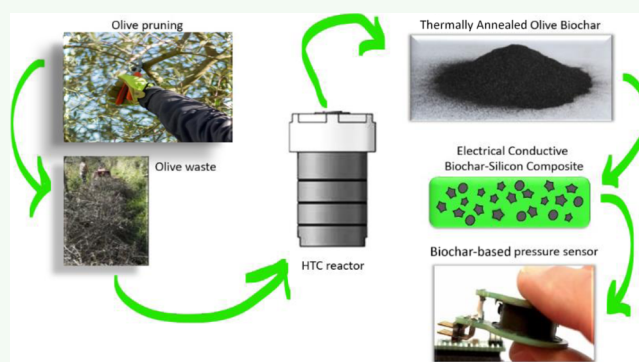 Olive pruning
Olive waste
HTC reactor
Thermally Annealed Olive Biochar
Electrical Conductive
Biochar-Silicon Composite
Biochar-based pressure sensor